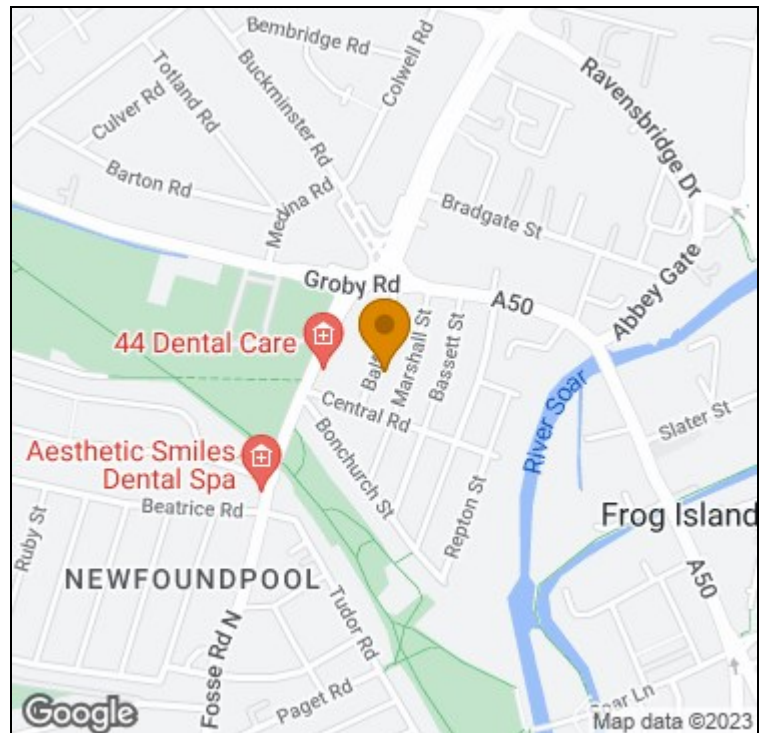 Bembridge Rd
Colwell Rd
Totland Rd
Buckminster Rd
Culver Rd
Ravensbridge Dr
Barton Rd
Medina Rd
Bradgate St
Groby Rd
A50
Abbey Gate
44 Dental Care
Marshall St
Bassett St
River Soar
Central Rd
Slater St
Aesthetic Smiles
Dental Spa
Bonchurch St
Repton St
Beatrice Rd
Frog Island
Ruby St
NEWFOUNDPOOL
A50
Tudor Rd
Fosse Rd N
Paget Rd
Soar Ln
Google
Map data ©2023